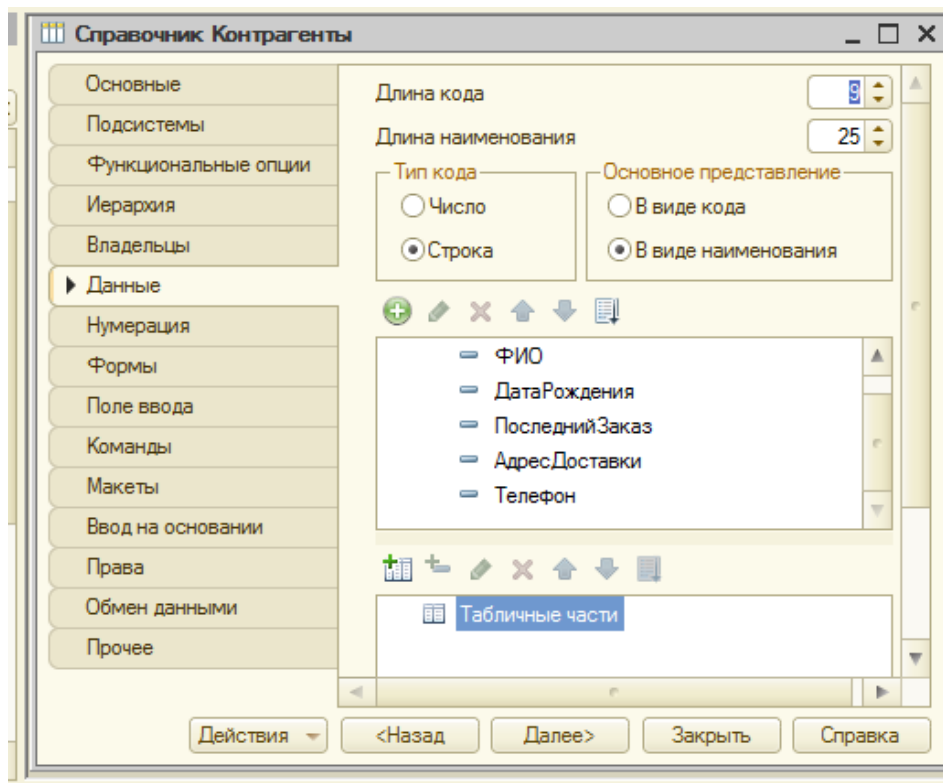 Справочник Контрагенты
Основные
Подсистемы
Функциональные опции
Иерархия
Владельцы
Данные
Нумерация
Формы
Поле ввода
Команды
Макеты
Ввод на основании
Права
Обмен данными
Прочее
Длина кода 9
Длина наименования 25
Тип кода
Число
Строка
Основное представление
В виде кода
В виде наименования
ФИО
ДатаРождения
ПоследнийЗаказ
АдресДоставки
Телефон
Табличные части
Действия <Назад Далее> Закрыть Справка